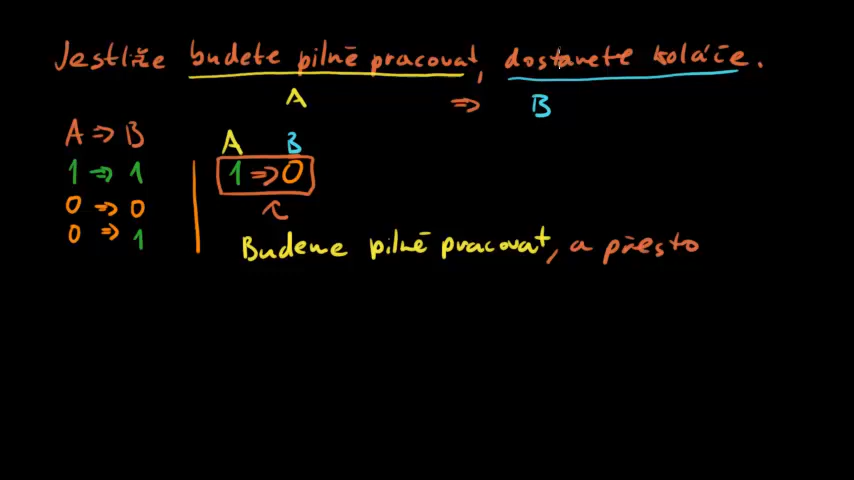 Jestliže budete pilně pracovat, dostanete koláče.
A ⇒ B
A ⇒ B
1 ⇒ 1
0 ⇒ 0
0 ⇒ 1
A B
1 ⇒ 0
Budeme pilně pracovat, a přesto